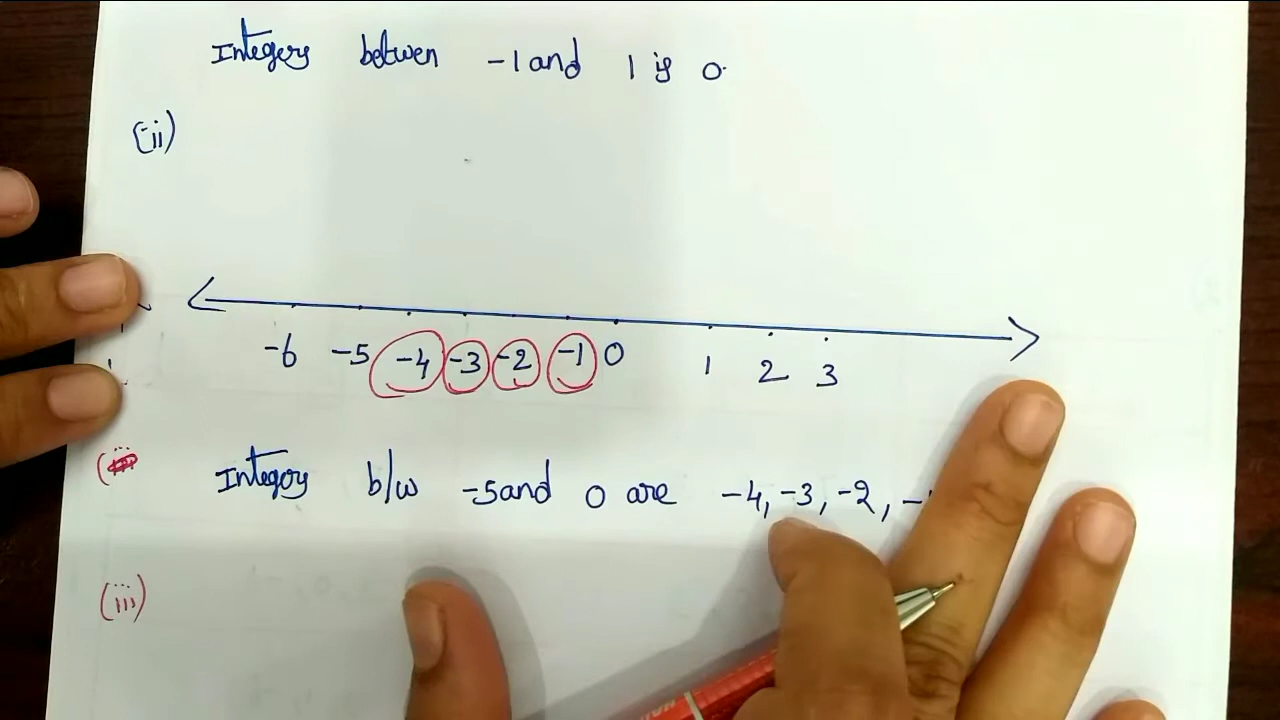 Integers between -1 and 1 is 0.
(ii)
-6 -5 -4 -3 -2 -1 0 1 2 3
Integers b/w -5 and 0 are -4, -3, -2, -
(iii)